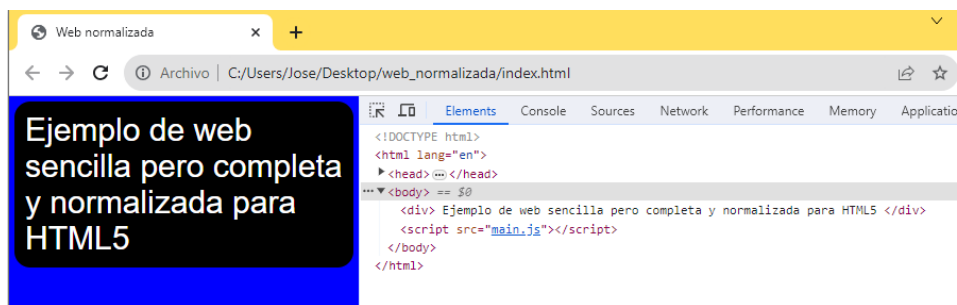 Web normalizada
Archivo | C:/Users/Jose/Desktop/web_normalizada/index.html
Ejemplo de web
sencilla pero completa
y normalizada para
HTML5
Elements Console Sources Network Performance Memory Applicatio
<!DOCTYPE html>
<html lang="en">
<head> ... </head>
... <body> == $0
<div> Ejemplo de web sencilla pero completa y normalizada para HTML5 </div>
<script src="main.js"></script>
</body>
</html>